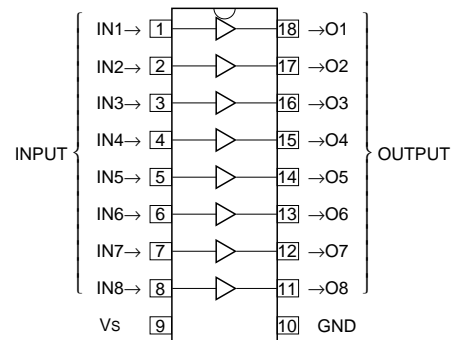 IN1→ 1 18 →O1
IN2→ 2 17 →O2
IN3→ 3 16 →O3
IN4→ 4 15 →O4
INPUT OUTPUT
IN5→ 5 14 →O5
IN6→ 6 13 →O6
IN7→ 7 12 →O7
IN8→ 8 11 →O8
Vs 9 10 GND